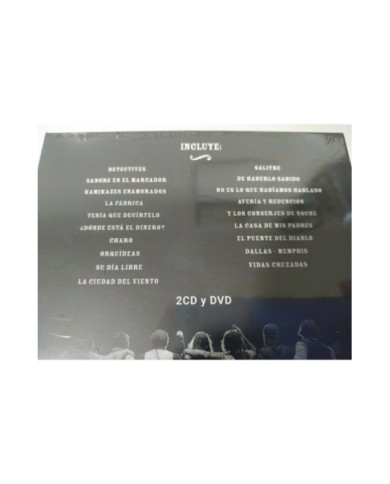 INCLUYE:
DETECTIVES
SANGRE EN EL MARCADOR
KAMIKAZES ENAMORADOS
LA FÁBRICA
TENÍA QUE DECÍRTELO
¿DÓNDE ESTÁ EL DINERO?
CHARO
ORQUÍDEAS
SU DÍA LIBRE
LA CIUDAD DEL VIENTO
SALITRE
DE HABERLO SABIDO
NO ES LO QUE HABÍAMOS HABLADO
AVERÍA Y REDENCIÓN
Y LOS CONSERJES DE NOCHE
LA CASA DE MIS PADRES
EL PUENTE DEL DIABLO
DALLAS - MEMPHIS
VIDAS CRUZADAS
2CD y DVD